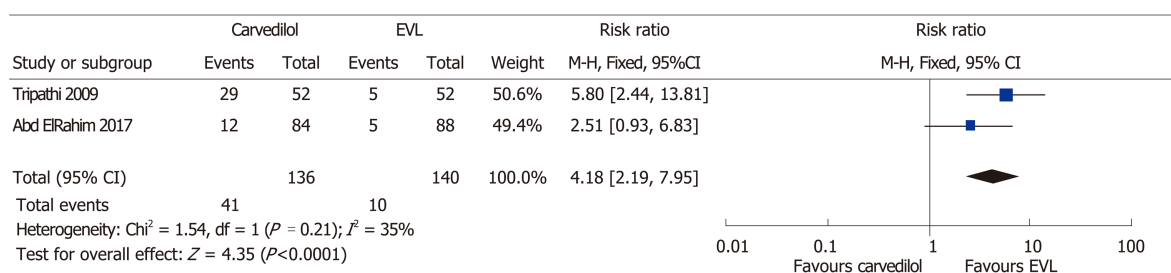 Carvedilol EVL Risk ratio Risk ratio
Study or subgroup Events Total Events Total Weight M-H, Fixed, 95%CI M-H, Fixed, 95% CI
Tripathi 2009 29 52 5 52 50.6% 5.80 [2.44, 13.81]
Abd ElRahim 2017 12 84 5 88 49.4% 2.51 [0.93, 6.83]
Total (95% CI) 136 140 100.0% 4.18 [2.19, 7.95]
Total events 41 10
Heterogeneity: Chi² = 1.54, df = 1 (P = 0.21); I² = 35%
Test for overall effect: Z = 4.35 (P<0.0001)
0.01 0.1 1 10 100
Favours carvedilol Favours EVL